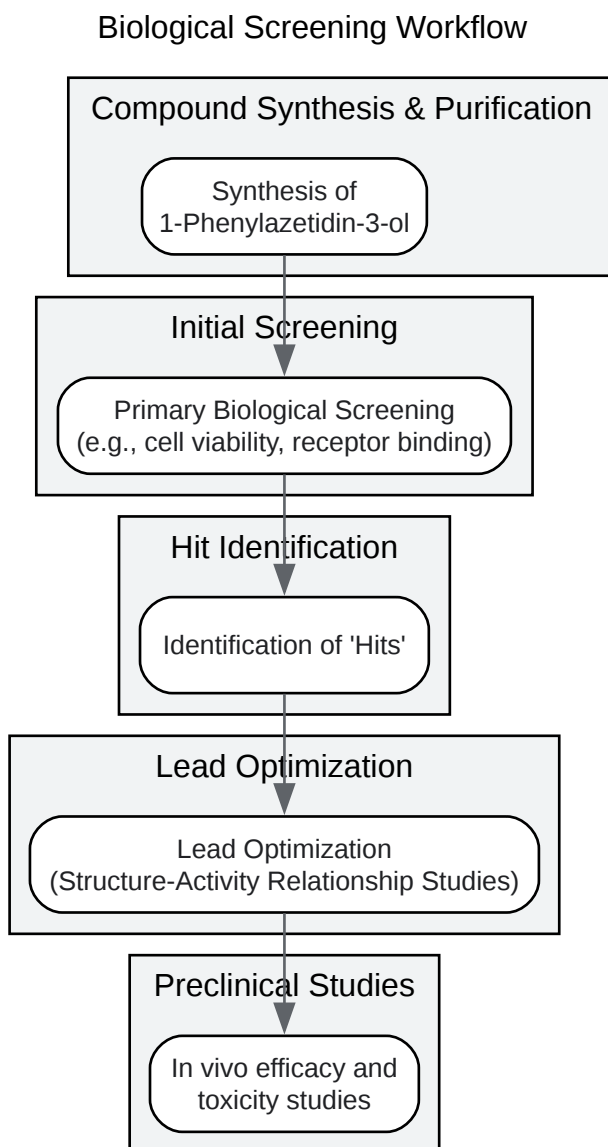 Biological Screening Workflow
Compound Synthesis & Purification
Synthesis of
1-Phenylazetidin-3-ol
Initial Screening
Primary Biological Screening
(e.g., cell viability, receptor binding)
Hit Identification
Identification of 'Hits'
Lead Optimization
Lead Optimization
(Structure-Activity Relationship Studies)
Preclinical Studies
In vivo efficacy and
toxicity studies